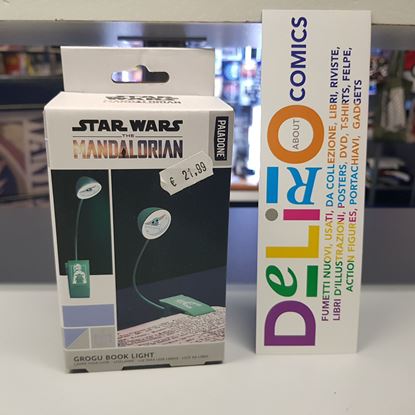 STAR WARS
THE
MANDALORIAN
PALADONE
€ 21,99
GROGU BOOK LIGHT
DELIRIO
ABOUT
COMICS
FUMETTI NUOVI, USATI, DA COLLEZIONE, LIBRI, RIVISTE,
LIBRI D'ILLUSTRAZIONI, POSTERS, DVD, T-SHIRTS, FELPE,
ACTION FIGURES, PORTACHIAVI, GADGETS